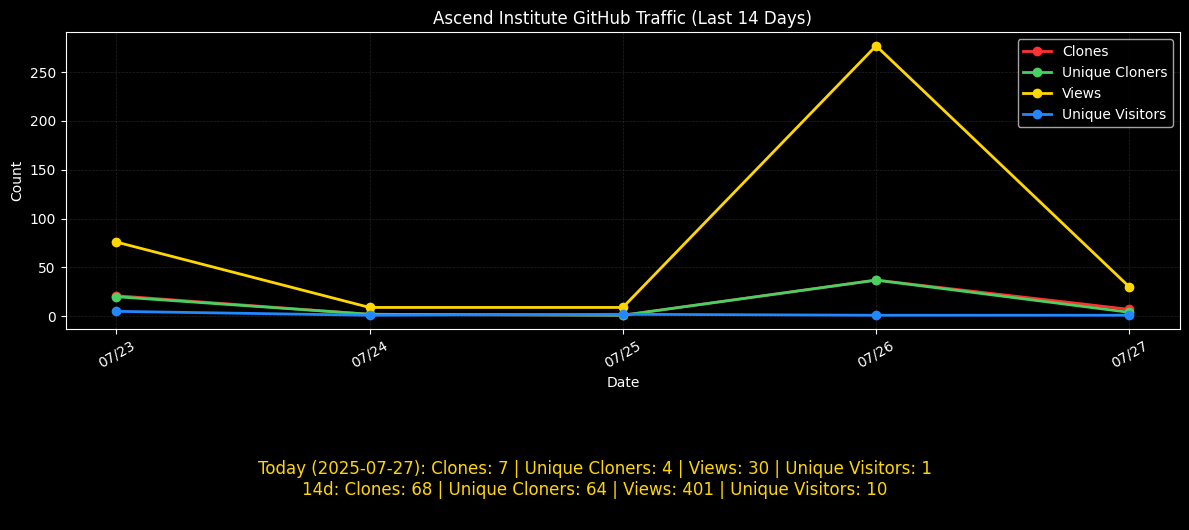 Ascend Institute GitHub Traffic (Last 14 Days)
Clones
Unique Cloners
Views
Unique Visitors
Count
250
200
150
100
50
0
07/23
07/24
07/25
07/26
07/27
Date
Today (2025-07-27): Clones: 7 | Unique Cloners: 4 | Views: 30 | Unique Visitors: 1
14d: Clones: 68 | Unique Cloners: 64 | Views: 401 | Unique Visitors: 10